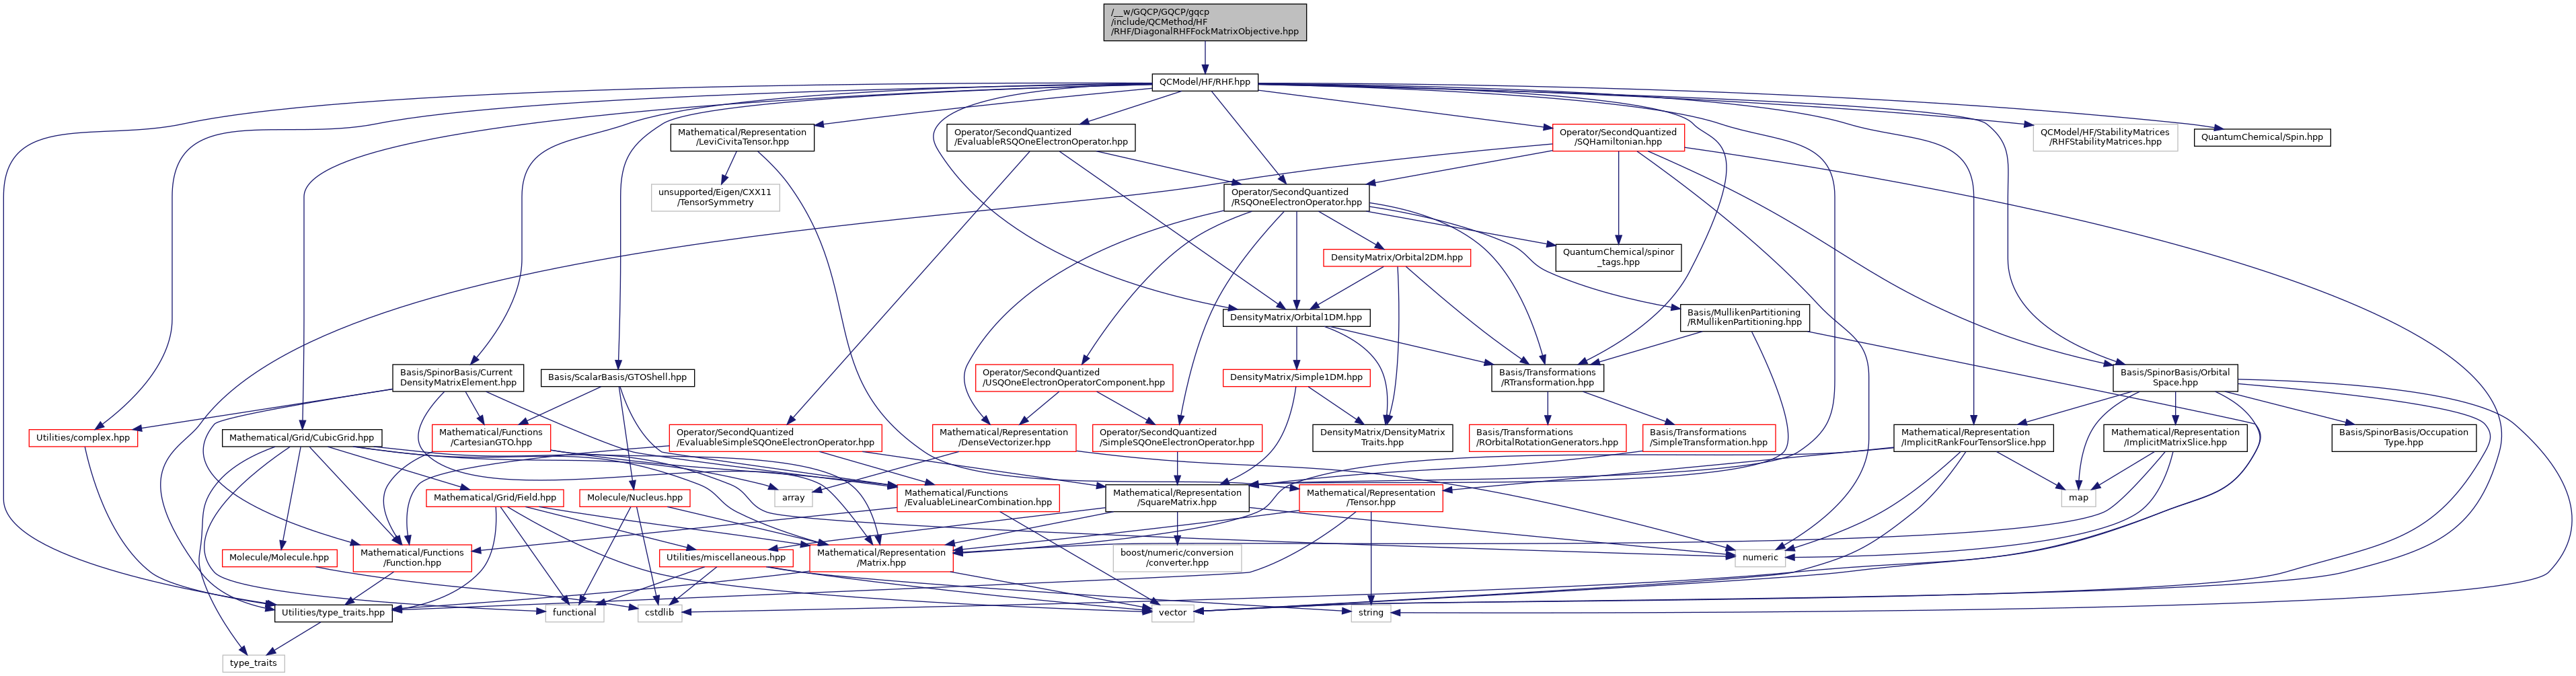 /__w/GQCP/GQCP/gqcp
/include/QCMethod/HF
/RHF/DiagonalRHFFockMatrixObjective.hpp
QCModel/HF/RHF.hpp
Mathematical/Representation
/LeviCivitaTensor.hpp
Operator/SecondQuantized
/EvaluableRSQOneElectronOperator.hpp
Operator/SecondQuantized
/SQHamiltonian.hpp
QCModel/HF/StabilityMatrices
/RHFStabilityMatrices.hpp
QuantumChemical/Spin.hpp
unsupported/Eigen/CXX11
/TensorSymmetry
Operator/SecondQuantized
/RSQOneElectronOperator.hpp
DensityMatrix/Orbital2DM.hpp
QuantumChemical/spinor
_tags.hpp
DensityMatrix/Orbital1DM.hpp
Basis/MullikenPartitioning
/RMullikenPartitioning.hpp
Basis/SpinorBasis/Current
DensityMatrixElement.hpp
Basis/ScalarBasis/GTOShell.hpp
Operator/SecondQuantized
/USQOneElectronOperatorComponent.hpp
DensityMatrix/Simple1DM.hpp
Basis/Transformations
/RTransformation.hpp
Basis/SpinorBasis/Orbital
Space.hpp
Utilities/complex.hpp
Mathematical/Grid/CubicGrid.hpp
Mathematical/Functions
/CartesianGTO.hpp
Operator/SecondQuantized
/EvaluableSimpleSQOneElectronOperator.hpp
Mathematical/Representation
/DenseVectorizer.hpp
Operator/SecondQuantized
/SimpleSQOneElectronOperator.hpp
DensityMatrix/DensityMatrix
Traits.hpp
Basis/Transformations
/ROrbitalRotationGenerators.hpp
Basis/Transformations
/SimpleTransformation.hpp
Mathematical/Representation
/ImplicitRankFourTensorSlice.hpp
Mathematical/Representation
/ImplicitMatrixSlice.hpp
Basis/SpinorBasis/Occupation
Type.hpp
Mathematical/Grid/Field.hpp
Molecule/Nucleus.hpp
array
Mathematical/Functions
/EvaluableLinearCombination.hpp
Mathematical/Representation
/SquareMatrix.hpp
Mathematical/Representation
/Tensor.hpp
map
Molecule/Molecule.hpp
Mathematical/Functions
/Function.hpp
Utilities/miscellaneous.hpp
Mathematical/Representation
/Matrix.hpp
boost/numeric/conversion
/converter.hpp
numeric
Utilities/type_traits.hpp
functional
cstdlib
vector
string
type_traits